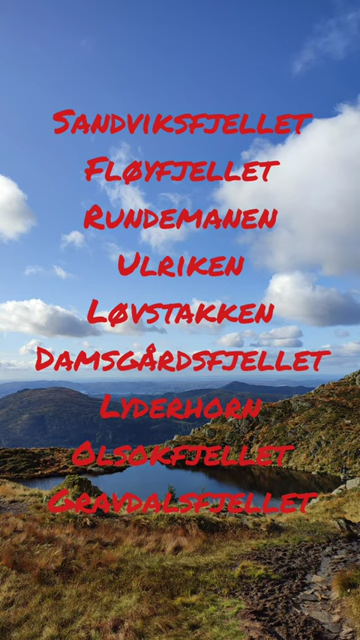 Sandviksfjellet
Fløyfjellet
Rundemanen
Ulriken
Løvstakken
Damsgårdsfjellet
Lyderhorn
Olsokfjellet
Gravdalsfjellet